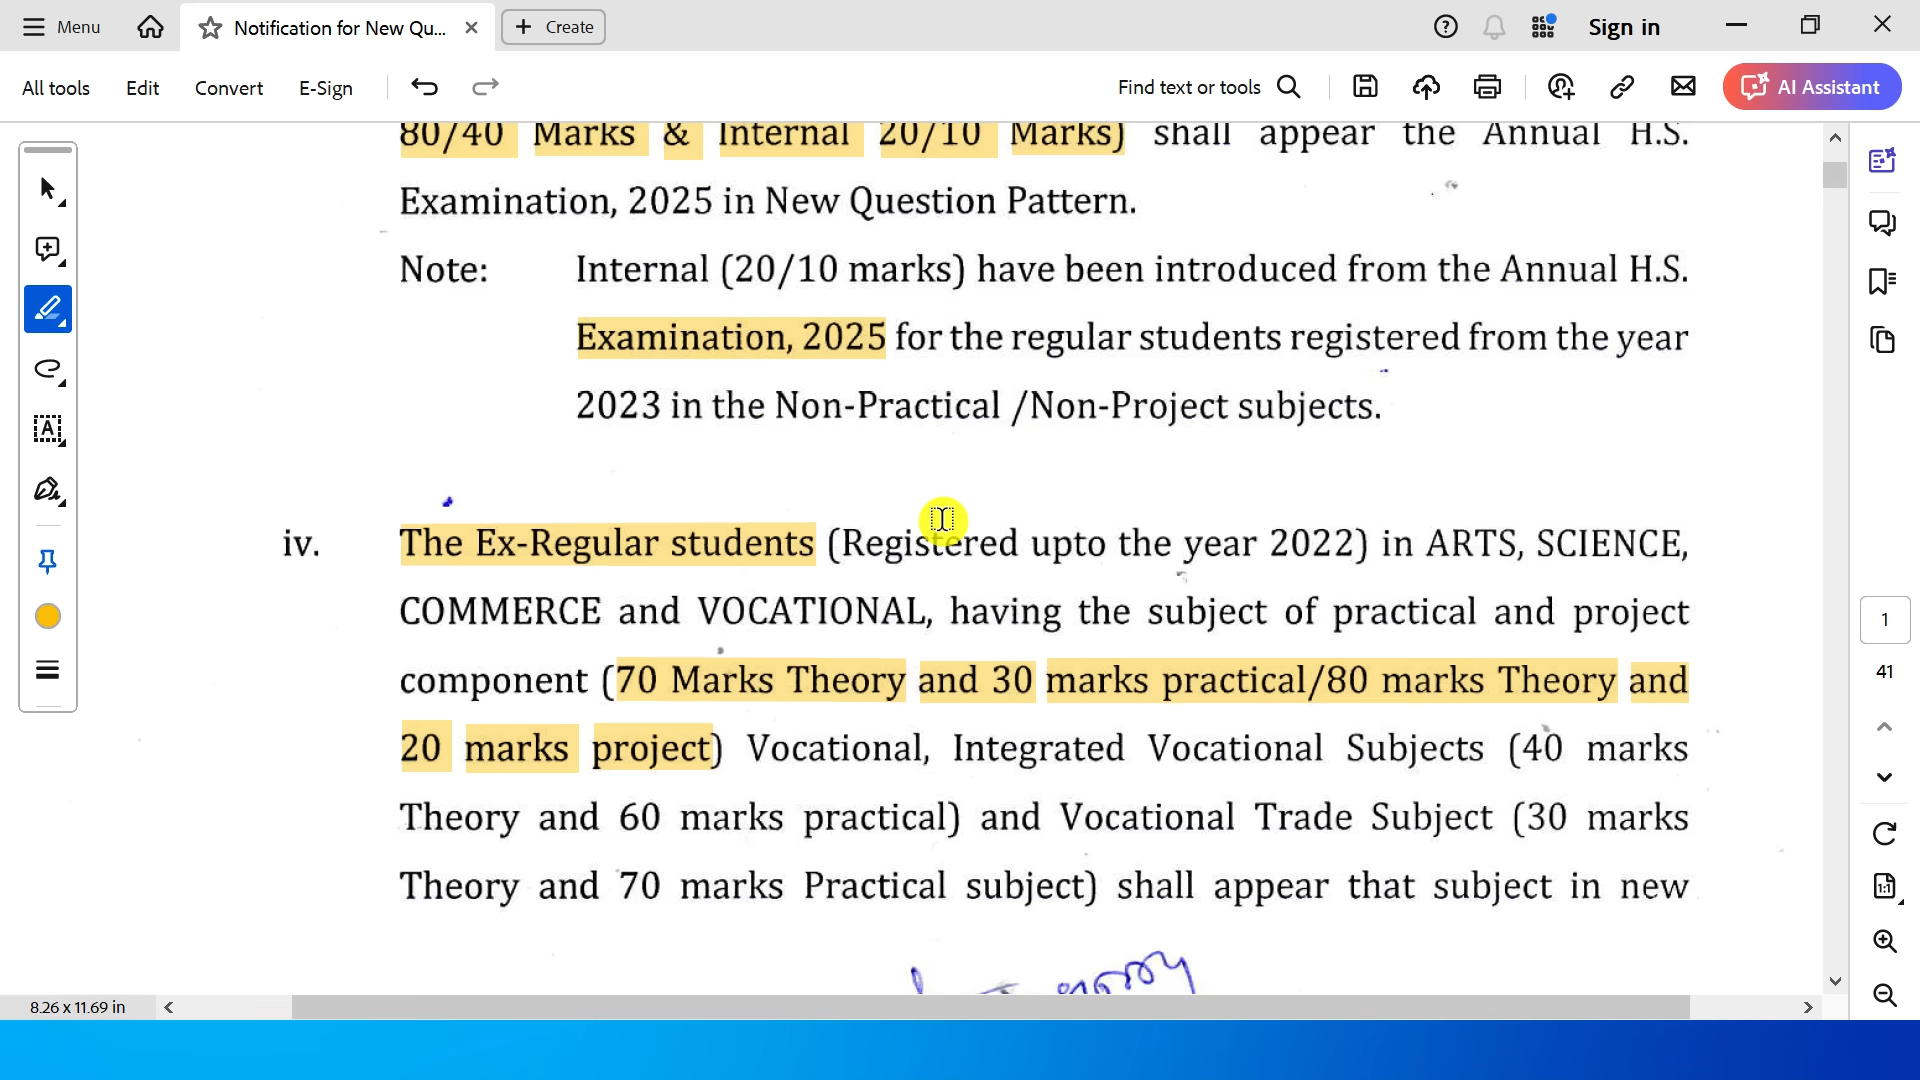 Menu
Notification for New Qu...
Create
Sign in
All tools
Edit
Convert
E-Sign
Find text or tools
AI Assistant
80/40 Marks & Internal 20/10 Marks) shall appear the Annual H.S.
Examination, 2025 in New Question Pattern.
Note: Internal (20/10 marks) have been introduced from the Annual H.S.
Examination, 2025 for the regular students registered from the year
2023 in the Non-Practical /Non-Project subjects.
iv. The Ex-Regular students (Registered upto the year 2022) in ARTS, SCIENCE,
COMMERCE and VOCATIONAL, having the subject of practical and project
component (70 Marks Theory and 30 marks practical/80 marks Theory and
20 marks project) Vocational, Integrated Vocational Subjects (40 marks
Theory and 60 marks practical) and Vocational Trade Subject (30 marks
Theory and 70 marks Practical subject) shall appear that subject in new
1
41
8.26 x 11.69 in